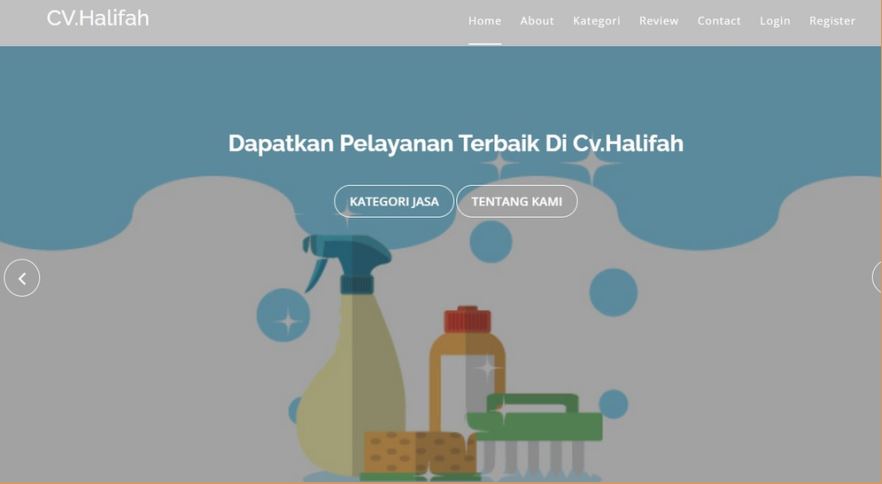 CV.Halifah
Home About Kategori Review Contact Login Register
Dapatkan Pelayanan Terbaik Di Cv.Halifah
KATEGORI JASA TENTANG KAMI